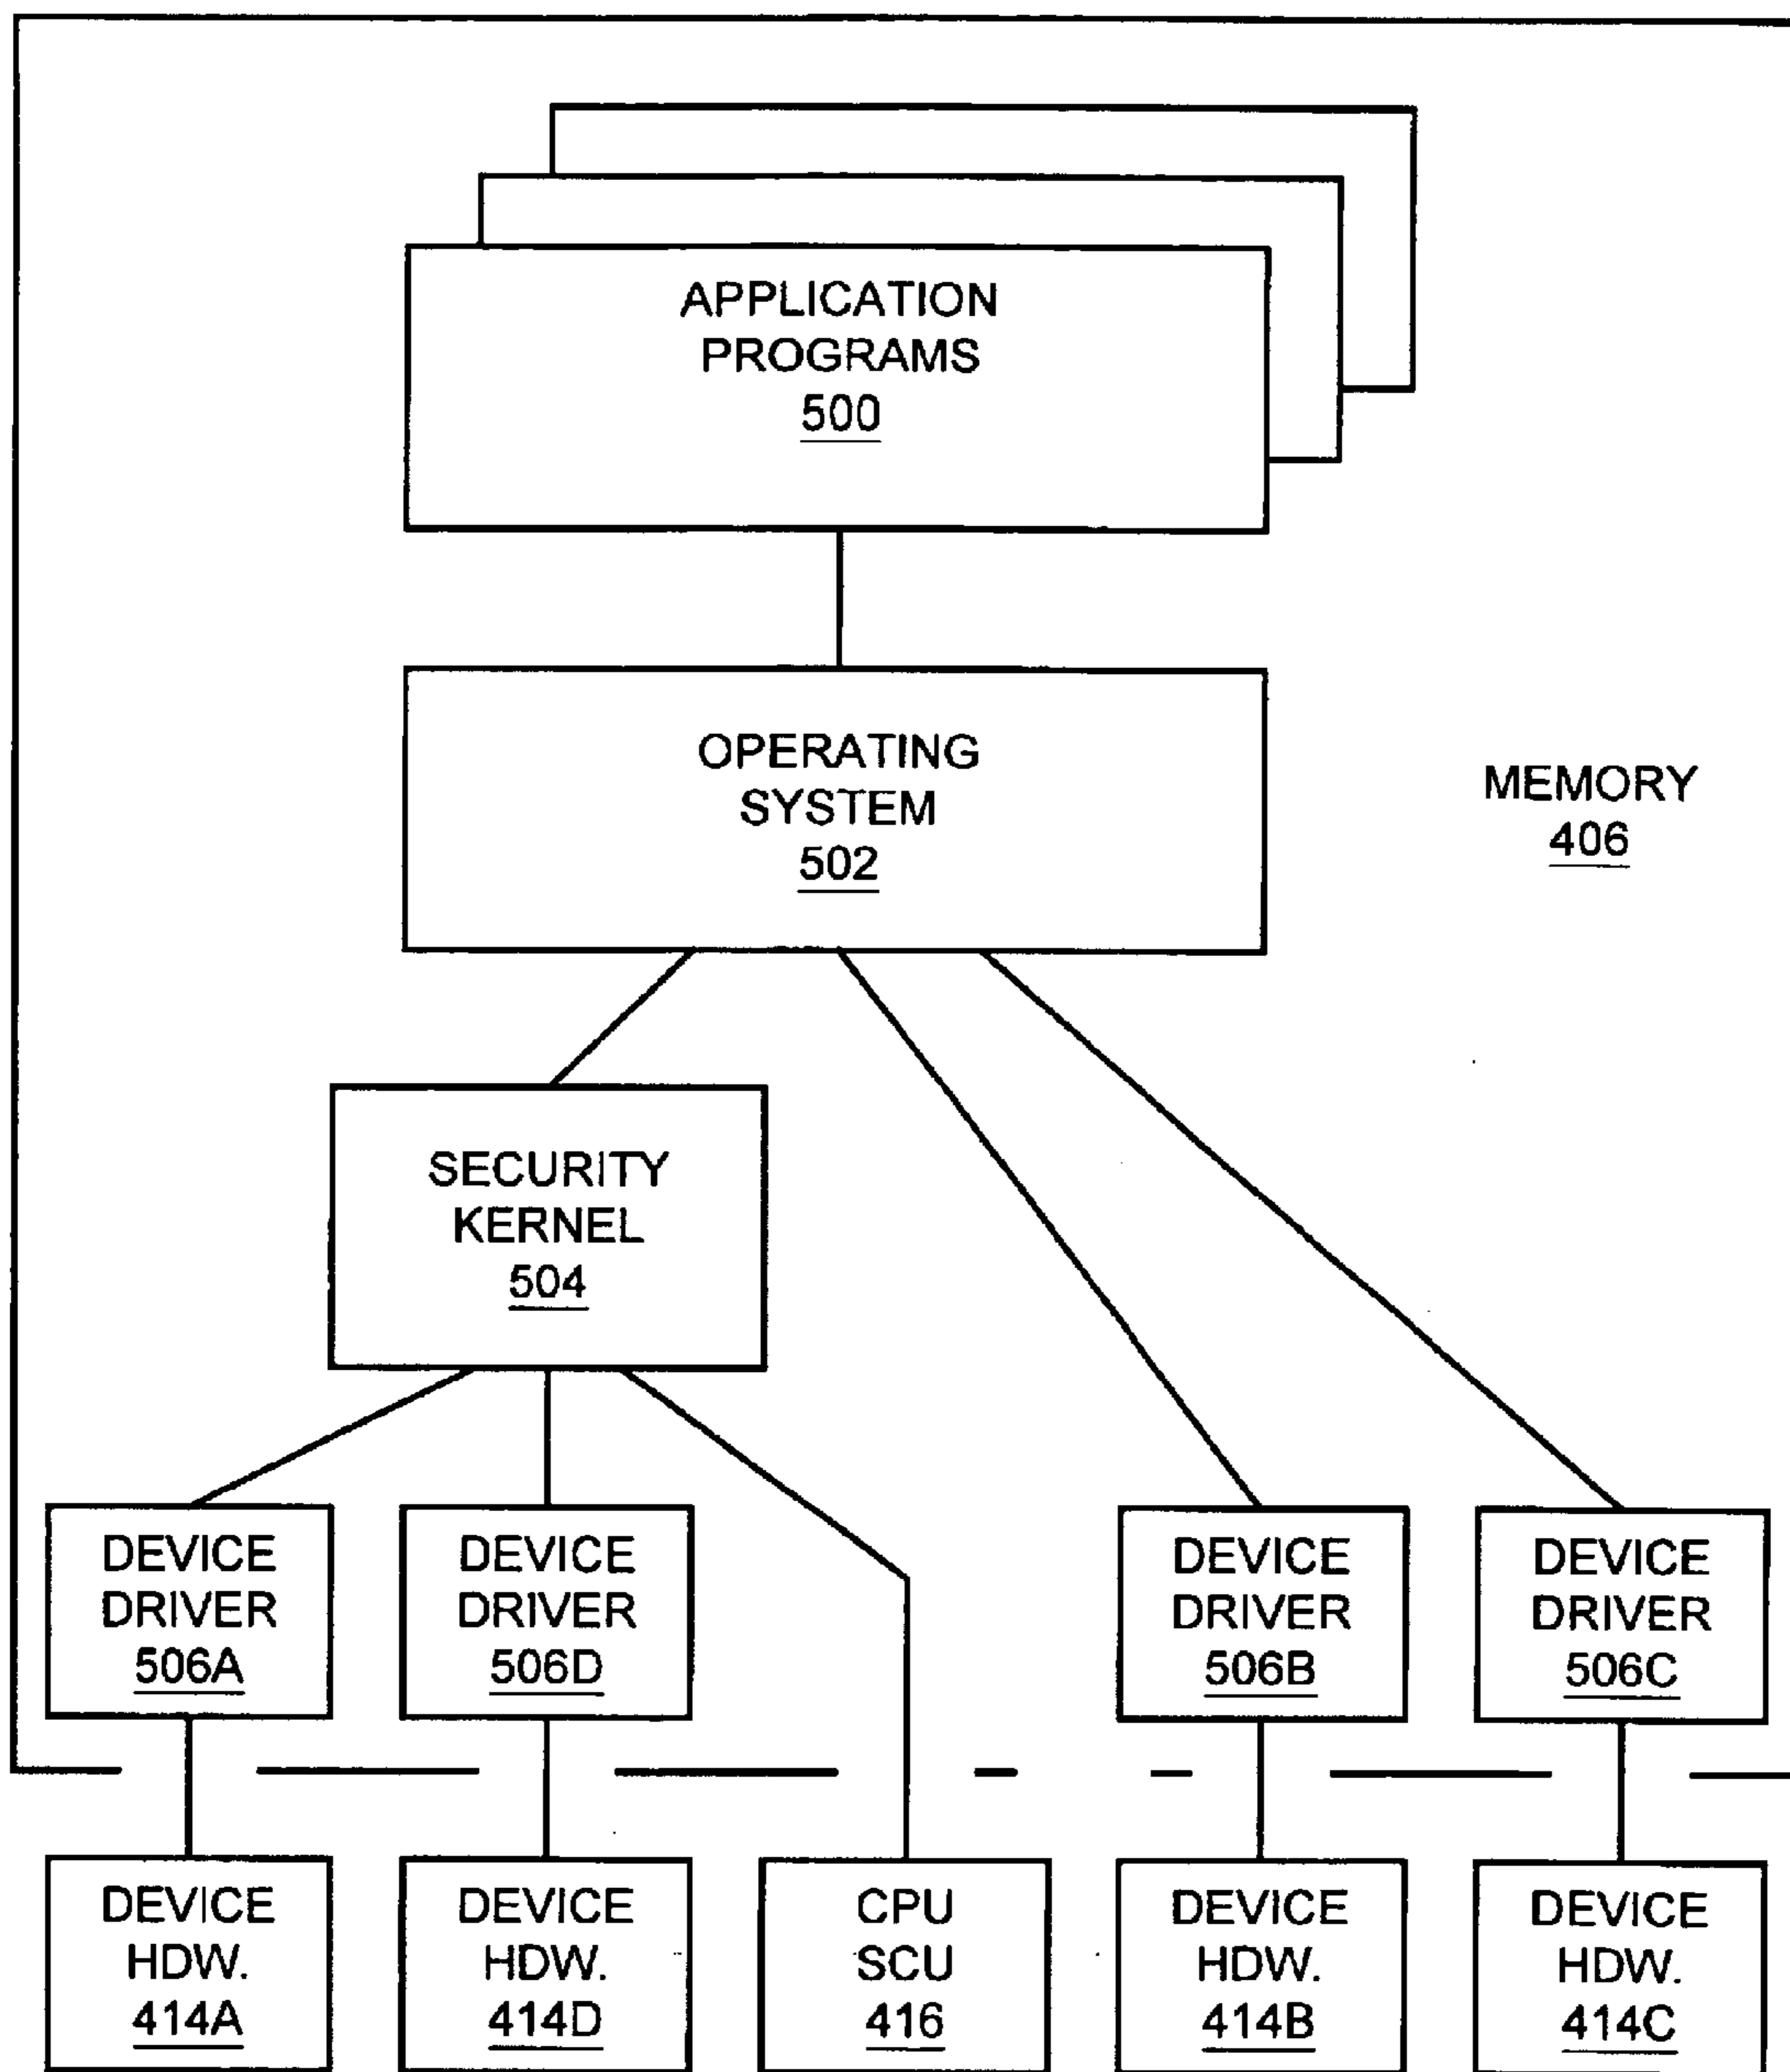 APPLICATION
PROGRAMS
500
OPERATING
SYSTEM
502
MEMORY
406
SECURITY
KERNEL
504
DEVICE
DRIVER
506A
DEVICE
DRIVER
506D
DEVICE
DRIVER
506B
DEVICE
DRIVER
506C
DEVICE
HDW.
414A
DEVICE
HDW.
414D
CPU
SCU
416
DEVICE
HDW.
414B
DEVICE
HDW.
414C